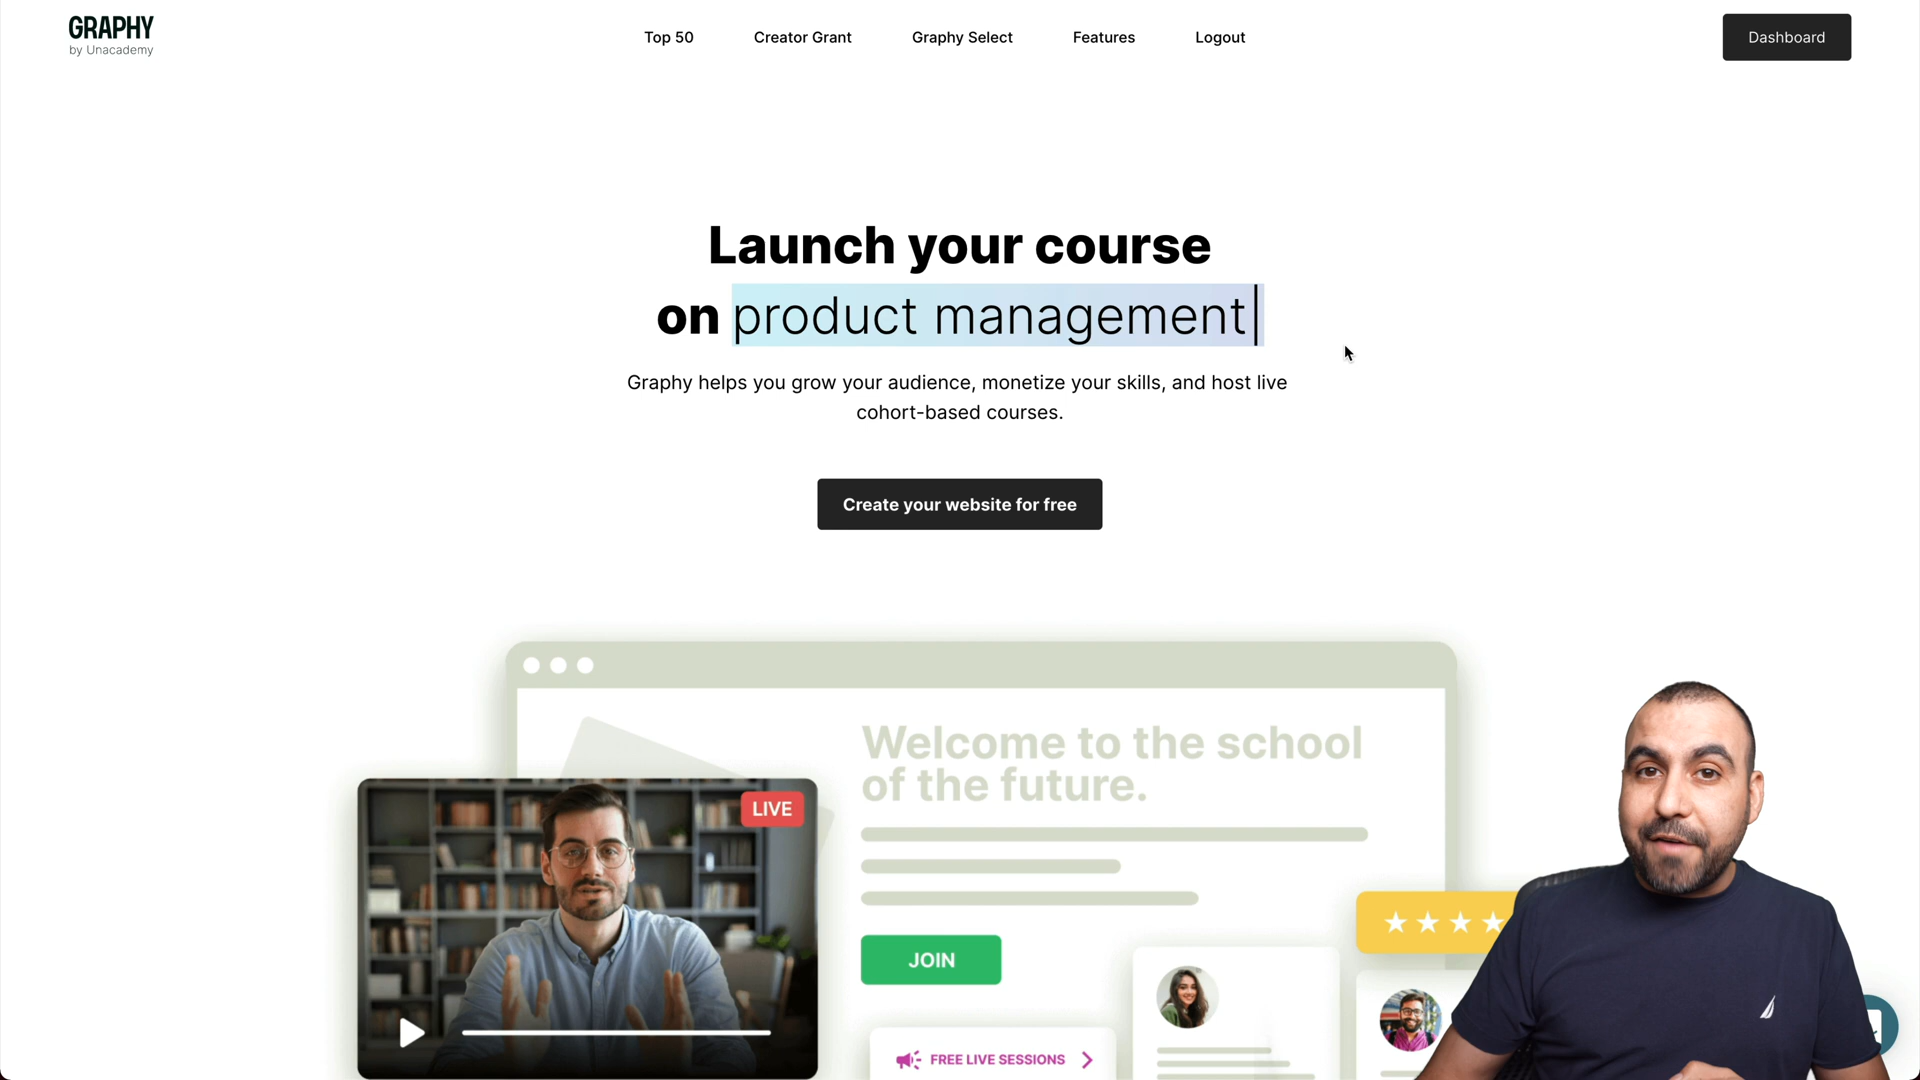 GRAPHY
by Unacademy
Top 50
Creator Grant
Graphy Select
Features
Logout
Dashboard
Launch your course
on product management
Graphy helps you grow your audience, monetize your skills, and host live
cohort-based courses.
Create your website for free
Welcome to the school
of the future.
LIVE
JOIN
FREE LIVE SESSIONS